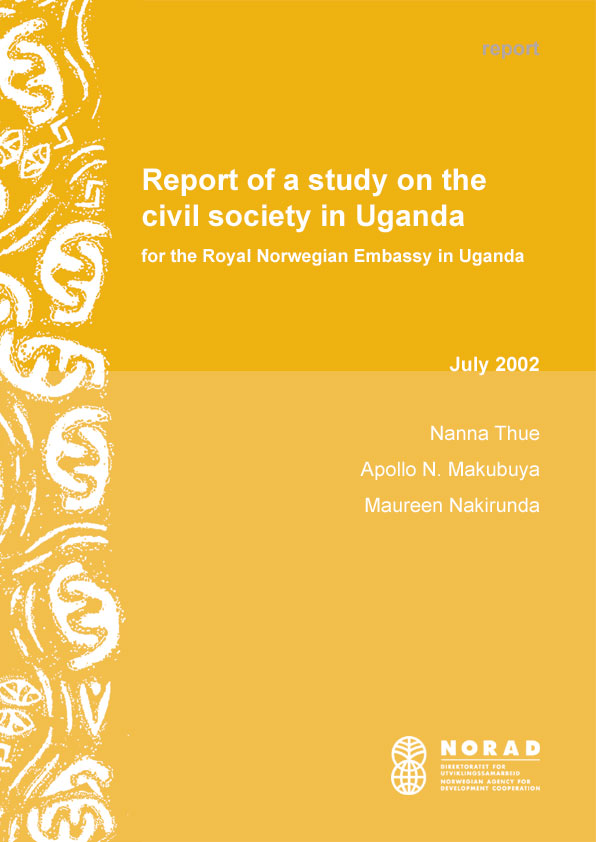 report
Report of a study on the
civil society in Uganda
for the Royal Norwegian Embassy in Uganda
July 2002
Nanna Thue
Apollo N. Makubuya
Maureen Nakirunda
NORAD
DIREKTORATET FOR
UTVIKLINGSSAMARBEID
NORWEGIAN AGENCY FOR
DEVELOPMENT COOPERATION